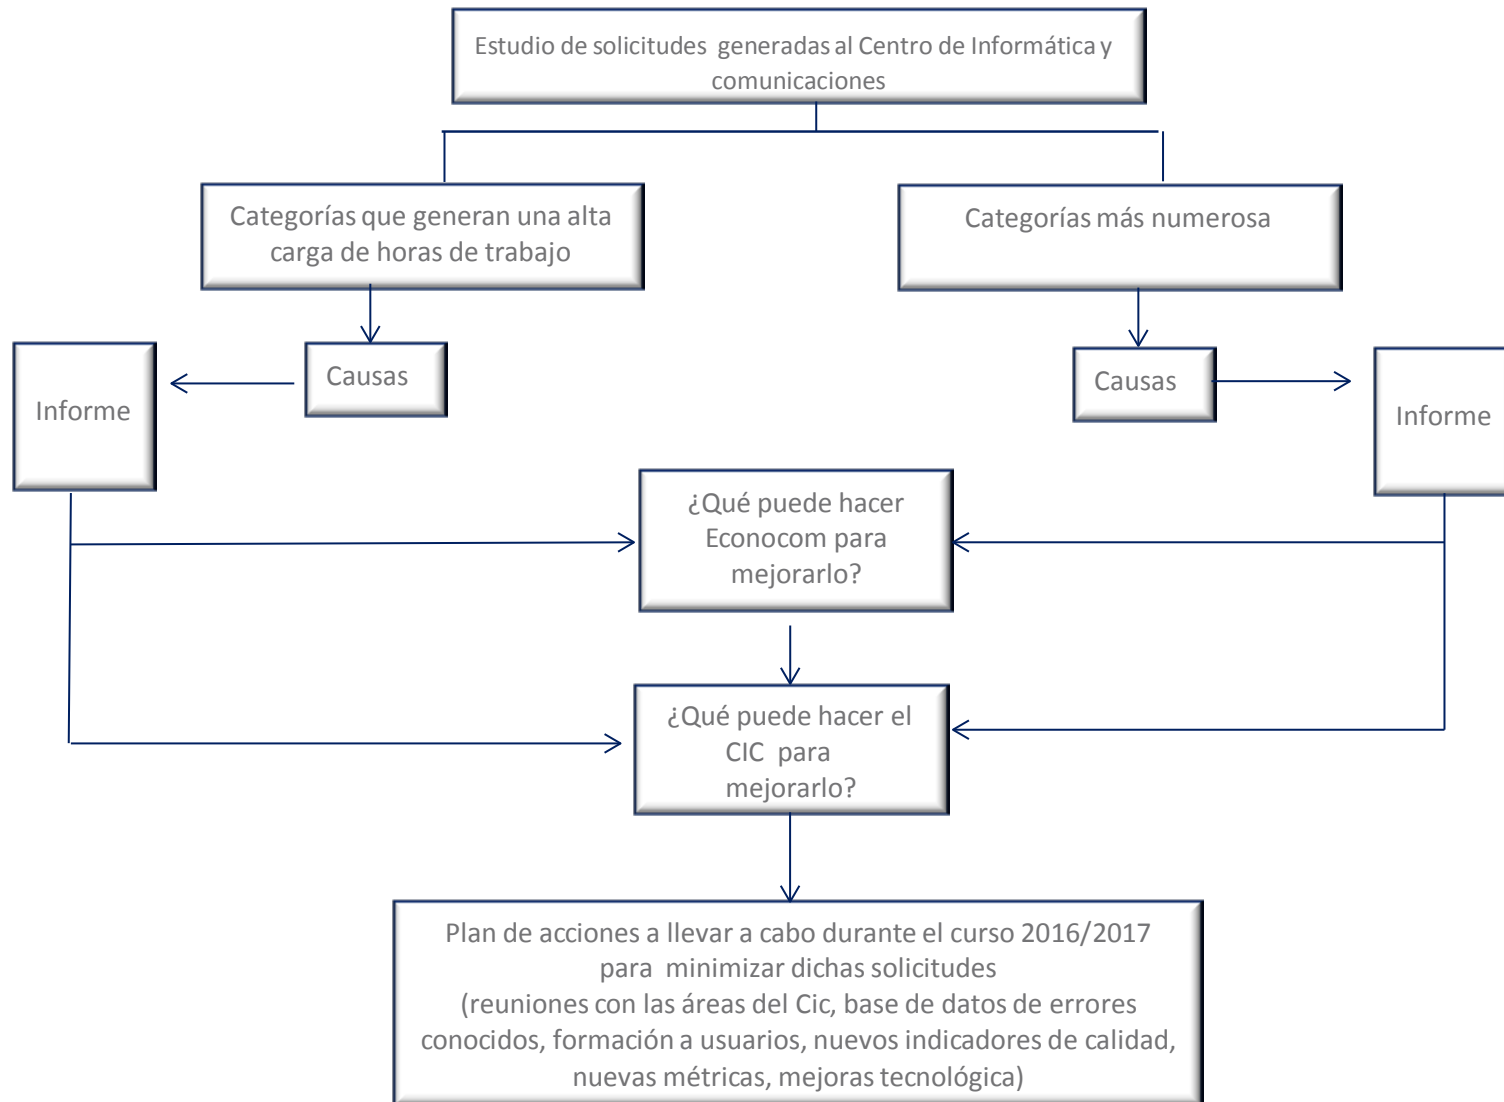 Estudio de solicitudes generadas al Centro de Informática y
comunicaciones
Categorías que generan una alta
carga de horas de trabajo
Categorías más numerosa
Causas
Informe
Causas
Informe
¿Qué puede hacer
Econocom para
mejorarlo?
¿Qué puede hacer el
CIC para
mejorarlo?
Plan de acciones a llevar a cabo durante el curso 2016/2017
para minimizar dichas solicitudes
(reuniones con las áreas del Cic, base de datos de errores
conocidos, formación a usuarios, nuevos indicadores de calidad,
nuevas métricas, mejoras tecnológica)